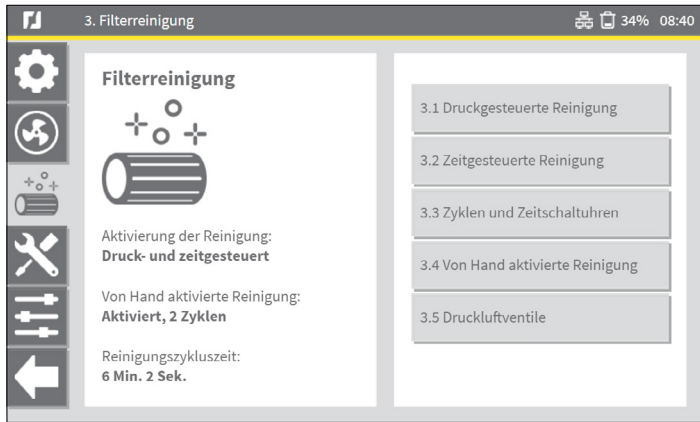 3. Filterreinigung
34% 08:40
Filterreinigung
Aktivierung der Reinigung:
Druck- und zeitgesteuert
Von Hand aktivierte Reinigung:
Aktiviert, 2 Zyklen
Reinigungszykluszeit:
6 Min. 2 Sek.
3.1 Druckgesteuerte Reinigung
3.2 Zeitgesteuerte Reinigung
3.3 Zyklen und Zeitschaltuhren
3.4 Von Hand aktivierte Reinigung
3.5 Druckluftventile